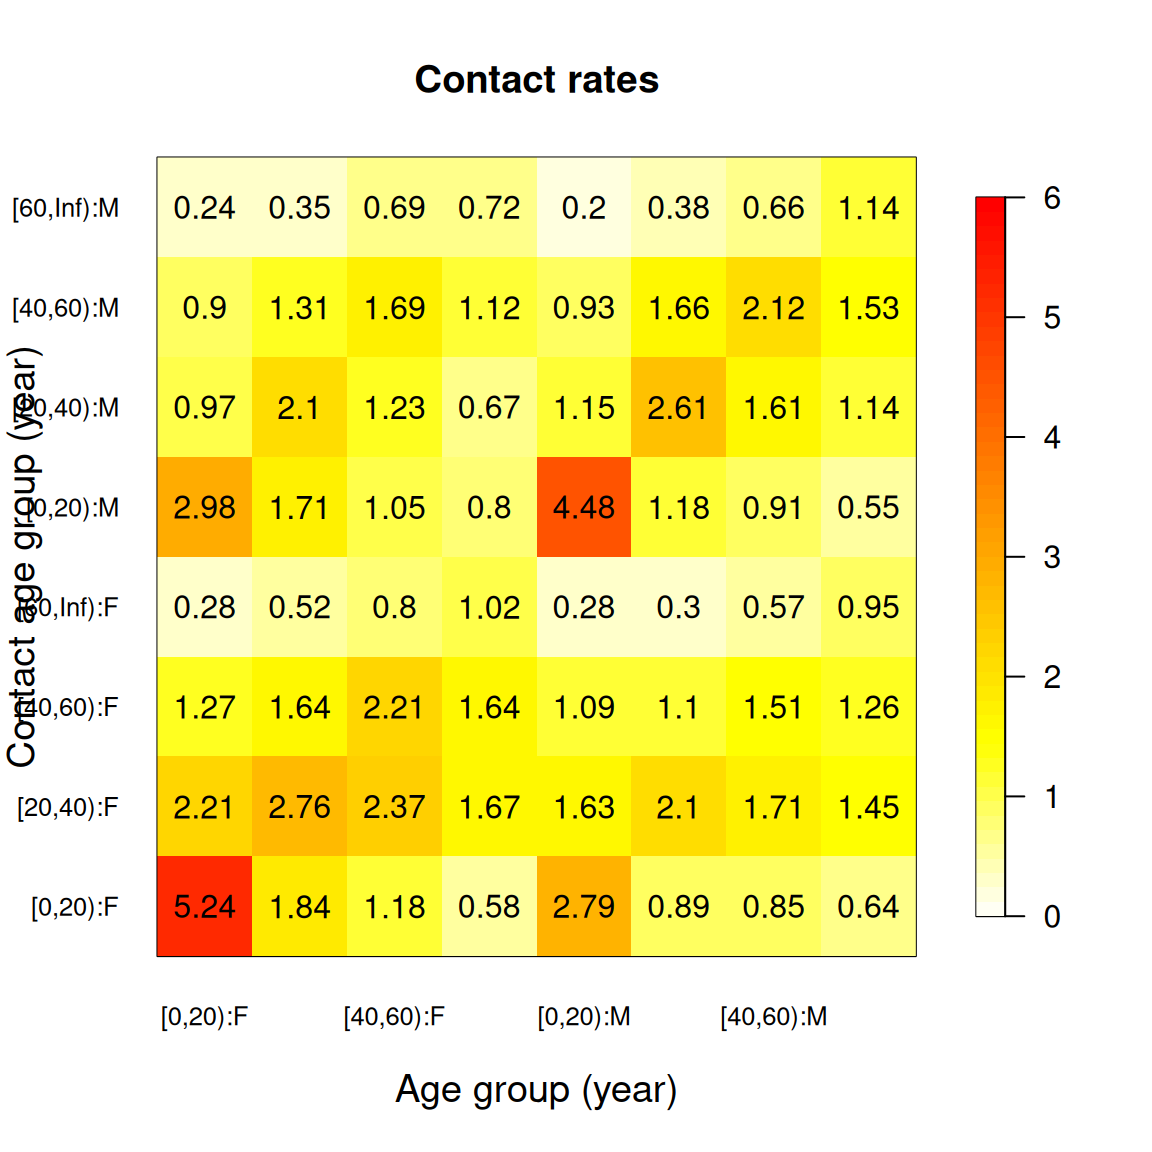 Contact rates
[60,Inf):M 0.24 0.35 0.69 0.72 0.2 0.38 0.66 1.14
[40,60):M 0.9 1.31 1.69 1.12 0.93 1.66 2.12 1.53
[20,40):M 0.97 2.1 1.23 0.67 1.15 2.61 1.61 1.14
[0,20):M 2.98 1.71 1.05 0.8 4.48 1.18 0.91 0.55
[60,Inf):F 0.28 0.52 0.8 1.02 0.28 0.3 0.57 0.95
[40,60):F 1.27 1.64 2.21 1.64 1.09 1.1 1.51 1.26
[20,40):F 2.21 2.76 2.37 1.67 1.63 2.1 1.71 1.45
[0,20):F 5.24 1.84 1.18 0.58 2.79 0.89 0.85 0.64
[0,20):F [40,60):F [0,20):M [40,60):M
Age group (year)
Contact age group (year)
6
5
4
3
2
1
0